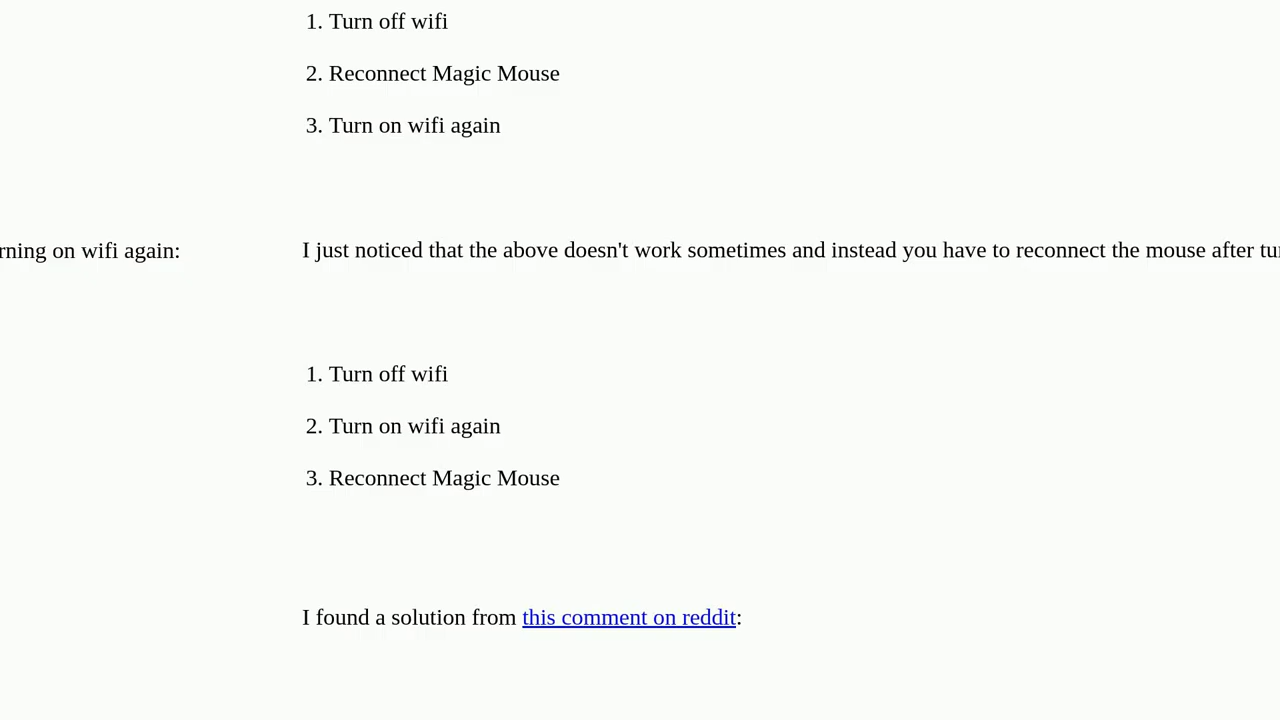 1. Turn off wifi
2. Reconnect Magic Mouse
3. Turn on wifi again
rning on wifi again:
I just noticed that the above doesn't work sometimes and instead you have to reconnect the mouse after tur
1. Turn off wifi
2. Turn on wifi again
3. Reconnect Magic Mouse
I found a solution from this comment on reddit: